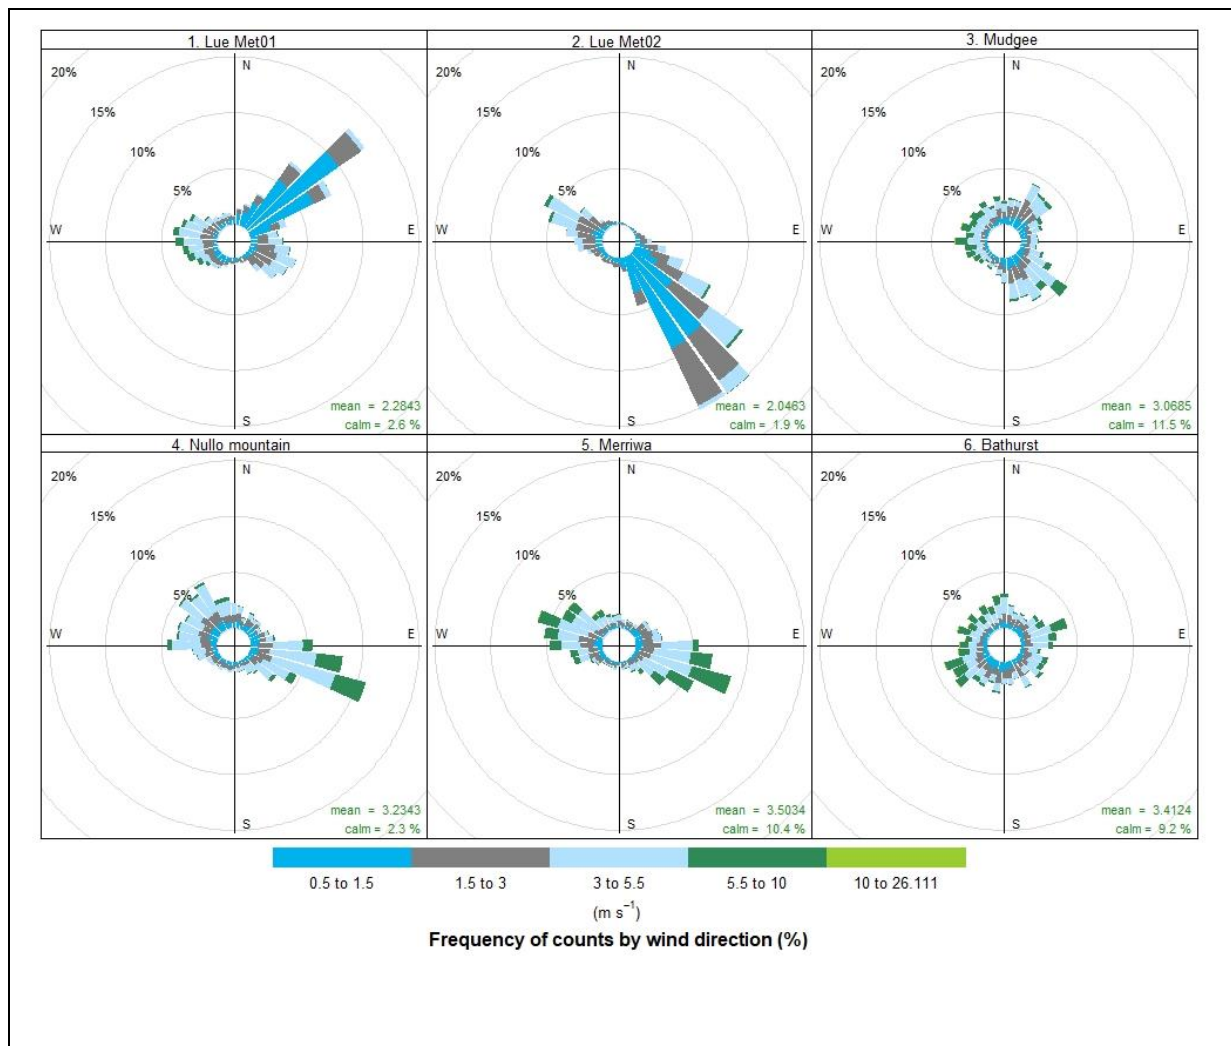 1. Lue Met01
20%
N
15%
10%
5%
W
E
S
mean = 2.2843
calm = 2.6 %
2. Lue Met02
20%
N
15%
10%
5%
W
E
S
mean = 2.0463
calm = 1.9 %
3. Mudgee
20%
N
15%
10%
5%
W
E
S
mean = 3.0685
calm = 11.5 %
4. Nullo mountain
20%
N
15%
10%
5%
W
E
S
mean = 3.2343
calm = 2.3 %
5. Merriwa
20%
N
15%
10%
5%
W
E
S
mean = 3.5034
calm = 10.4 %
6. Bathurst
20%
N
15%
10%
5%
W
E
S
mean = 3.4124
calm = 9.2 %
0.5 to 1.5 1.5 to 3 3 to 5.5 5.5 to 10 10 to 26.111
(m s⁻¹)
Frequency of counts by wind direction (%)